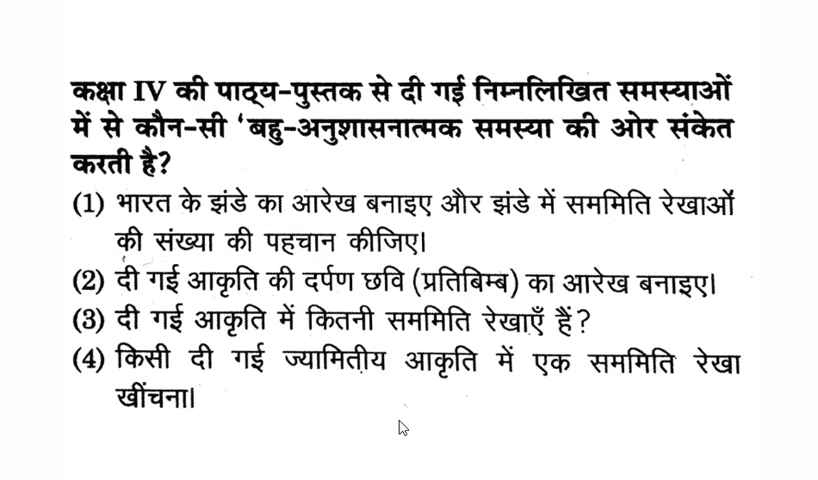 कक्षा IV की पाठ्य-पुस्तक से दी गई निम्नलिखित समस्याओं
में से कौन-सी ‘बहु-अनुशासनात्मक समस्या की ओर संकेत
करती है?
(1) भारत के झंडे का आरेख बनाइए और झंडे में सममिति रेखाओं
की संख्या की पहचान कीजिए।
(2) दी गई आकृति की दर्पण छवि (प्रतिबिम्ब) का आरेख बनाइए।
(3) दी गई आकृति में कितनी सममिति रेखाएँ हैं?
(4) किसी दी गई ज्यामितीय आकृति में एक सममिति रेखा
खींचना।